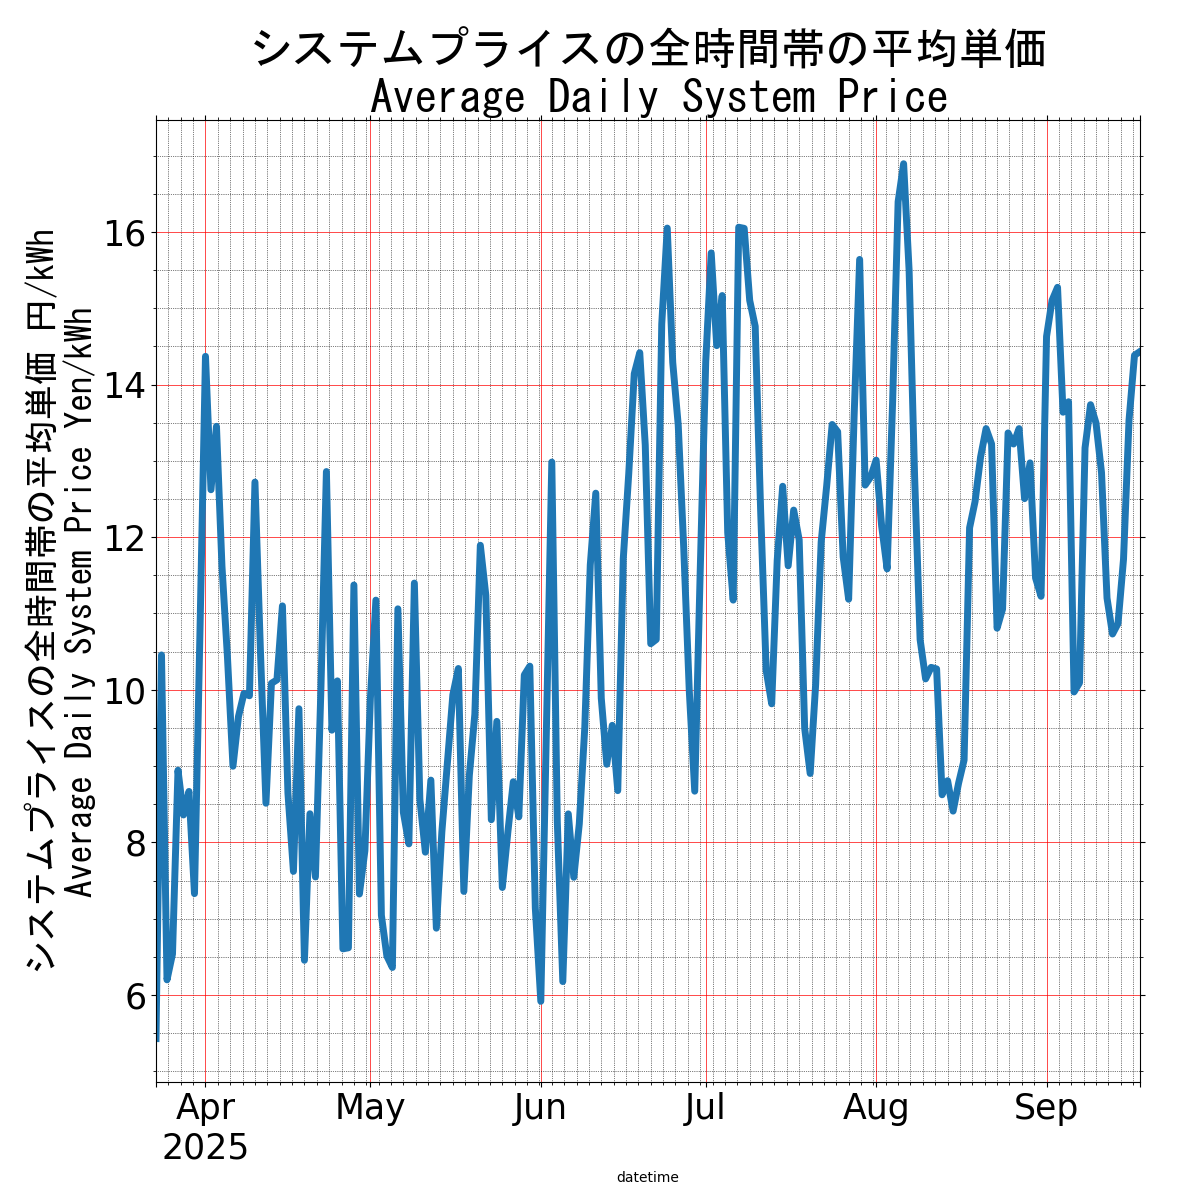 システムプライスの全時間帯の平均単価
Average Daily System Price
システムプライスの全時間帯の平均単価 円/kWh
Average Daily System Price Yen/kWh
16
14
12
10
8
6
Apr
2025
May
Jun
Jul
Aug
Sep
datetime